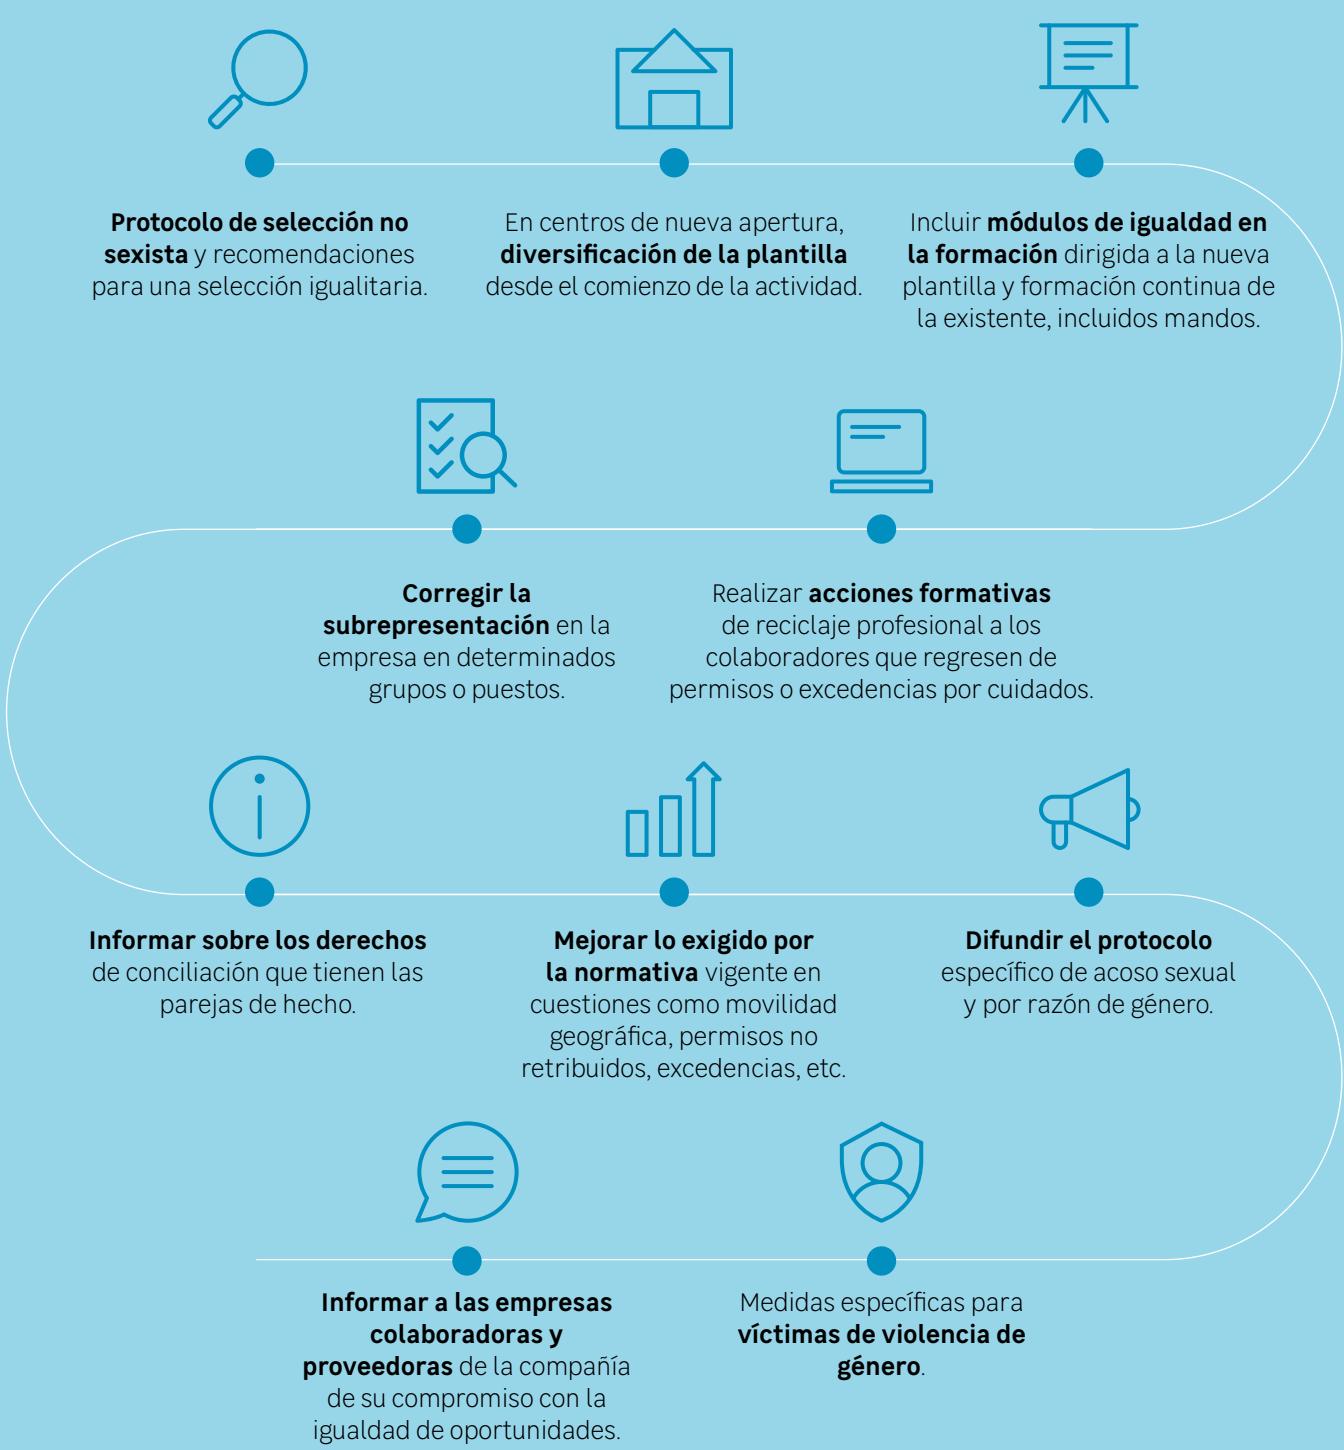 Protocolo de selección no
sexista y recomendaciones
para una selección igualitaria.
En centros de nueva apertura,
diversificación de la plantilla
desde el comienzo de la actividad.
Incluir módulos de igualdad en
la formación dirigida a la nueva
plantilla y formación continua de
la existente, incluidos mandos.
Corregir la
subrepresentación en la
empresa en determinados
grupos o puestos.
Realizar acciones formativas
de reciclaje profesional a los
colaboradores que regresen de
permisos o excedencias por cuidados.
Informar sobre los derechos
de conciliación que tienen las
parejas de hecho.
Mejorar lo exigido por
la normativa vigente en
cuestiones como movilidad
geográfica, permisos no
retribuidos, excedencias, etc.
Difundir el protocolo
específico de acoso sexual
y por razón de género.
Informar a las empresas
colaboradoras y
proveedoras de la compañía
de su compromiso con la
igualdad de oportunidades.
Medidas específicas para
víctimas de violencia de
género.